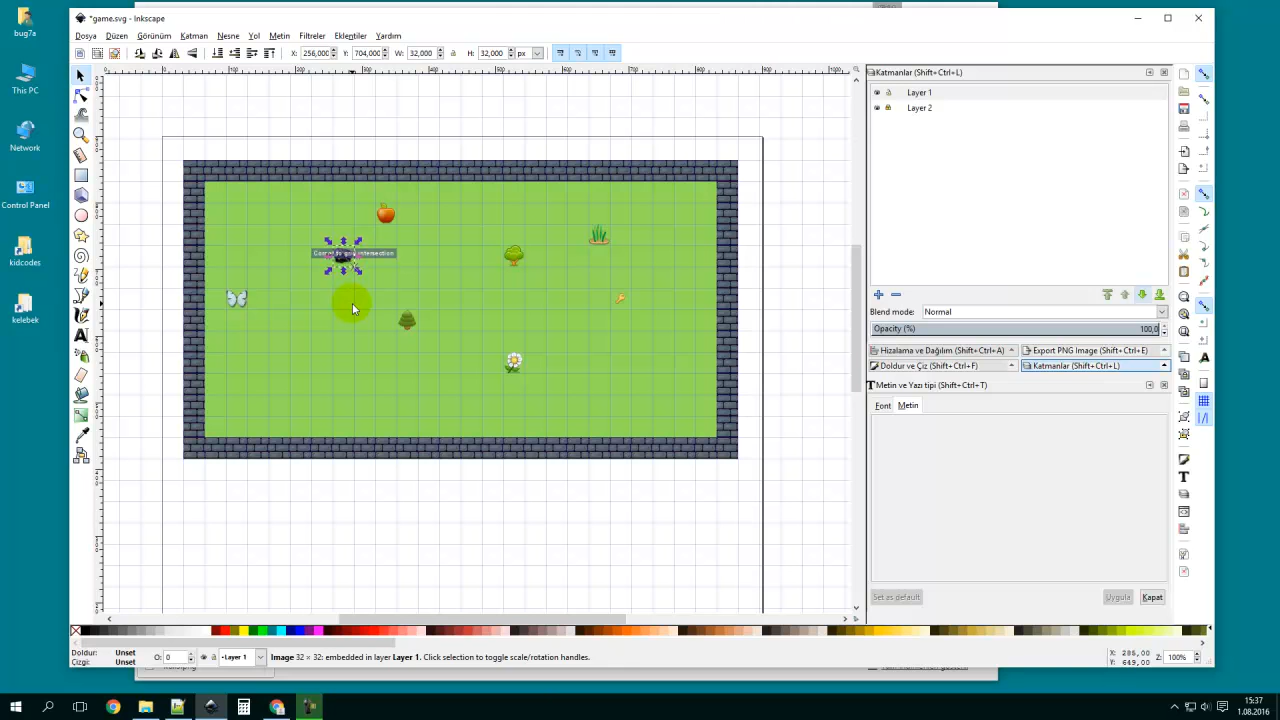 bug7a
This PC
Network
Control Panel
kidcodes
kelebek
*game.svg - Inkscape
Dosya Düzen Görünüm Katman Nesne Yol Metin Filtreler Eklentiler Yardım
X: 256,000 Y: 704,000 W: 32,000 H: 32,000 px
Katmanlar (Shift+Ctrl+L)
Layer 1
Layer 2
Blend mode: Normal
Opacity (%) 100,0
Hizalama ve Dağılım (Shift+Ctrl+A) Export PNG Image (Shift+Ctrl+E)
Doldur ve Çiz (Shift+Ctrl+F) Katmanlar (Shift+Ctrl+L)
Metin ve Yazı tipi (Shift+Ctrl+T)
Font Metin
Set as default Uygula Kapat
Doldur: Unset
Çizgi: Unset
O: 0
Layer 1
Image 32 × 32: embedded in layer Layer 1. Click selection to toggle scale/rotation handles.
X: 285,00
Y: 649,00
Z: 100%
15:37
1.08.2016